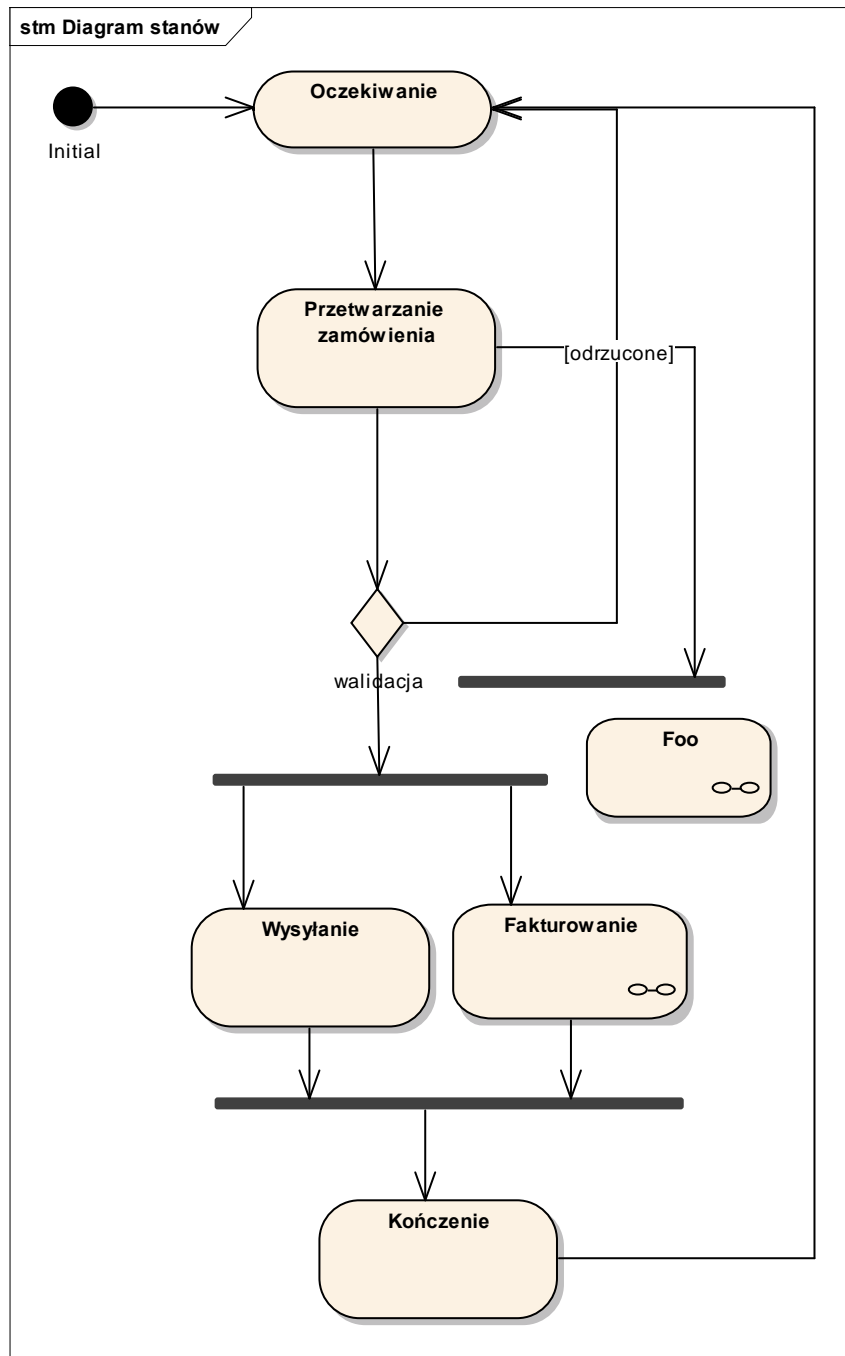 stm Diagram stanów
Oczekiwanie
Initial
Przetwarzanie
zamówienia
[odrzucone]
walidacja
Foo
Wysyłanie
Fakturowanie
Kończenie